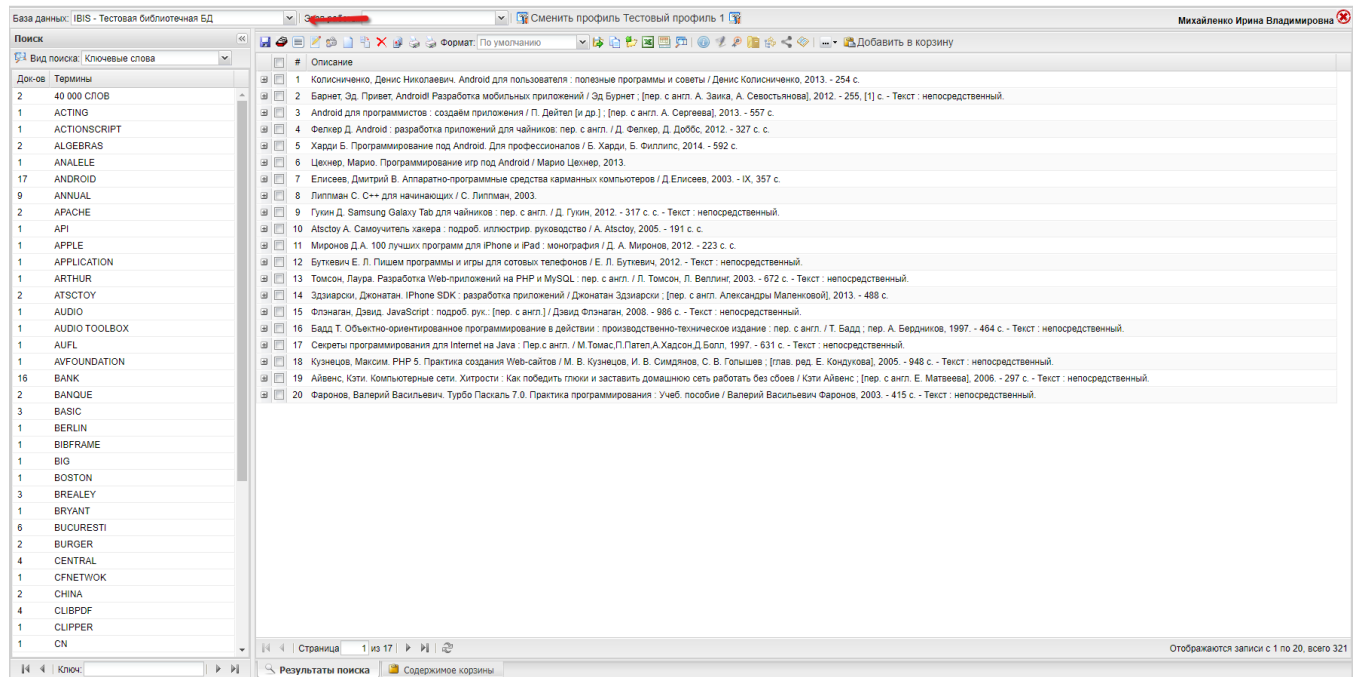 База данных: IBIS - Тестовая библиотечная БД Сменить профиль Тестовый профиль 1 Михайленко Ирина Владимировна
Поиск Формат: По умолчанию Добавить в корзину
Вид поиска: Ключевые слова # Описание
Док-ов Термины
1 Колисниченко, Денис Николаевич. Android для пользователя : полезные программы и советы / Денис Колисниченко, 2013. - 254 с.
2 Барнет, Эд. Привет, Android! Разработка мобильных приложений / Эд Бурнет ; [пер. с англ. А. Заика, А. Севостьянова], 2012. - 255, [1] с. - Текст : непосредственный.
3 Android для программистов : создаём приложения / П. Дейтел [и др.] ; [пер. с англ. А. Сергеева], 2013. - 557 с.
4 Фелкер Д. Android : разработка приложений для чайников: пер. с англ. / Д. Фелкер, Д. Доббс, 2012. - 327 с. с.
5 Харди Б. Программирование под Android. Для профессионалов / Б. Харди, Б. Филлипс, 2014. - 592 с.
6 Цехнер, Марио. Программирование игр под Android / Марио Цехнер, 2013.
7 Елисеев, Дмитрий В. Аппаратно-программные средства карманных компьютеров / Д.Елисеев, 2003. - IX, 357 с.
8 Липпман С. С++ для начинающих / С. Липпман, 2003.
9 Гукин Д. Samsung Galaxy Tab для чайников : пер. с англ. / Д. Гукин, 2012. - 317 с. с. - Текст : непосредственный.
10 Atsctoy А. Самоучитель хакера : подроб. иллюстрир. руководство / А. Atsctoy, 2005. - 191 с. с.
11 Миронов Д.А. 100 лучших программ для iPhone и iPad : монография / Д. А. Миронов, 2012. - 223 с. с.
12 Буткевич Е. Л. Пишем программы и игры для сотовых телефонов / Е. Л. Буткевич, 2012. - Текст : непосредственный.
13 Томсон, Лаура. Разработка Web-приложений на PHP и MySQL : пер. с англ. / Л. Томсон, Л. Веллинг, 2003. - 672 с. - Текст : непосредственный.
14 Здзиарски, Джонатан. IPhone SDK : разработка приложений / Джонатан Здзиарски ; [пер. с англ. Александры Маленковой], 2013. - 488 с.
15 Флэнаган, Дэвид. JavaScript : подроб. рук.: [пер. с англ.] / Дэвид Флэнаган, 2008. - 986 с. - Текст : непосредственный.
16 Бадд Т. Объектно-ориентированное программирование в действии : производственно-техническое издание : пер. с англ. / Т. Бадд ; пер. А. Бердников, 1997. - 464 с. - Текст : непосредственный.
17 Секреты программирования для Internet на Java : Пер.с англ. / М.Томас,П.Пател,А.Хадсон,Д.Болл, 1997. - 631 с. - Текст : непосредственный.
18 Кузнецов, Максим. PHP 5. Практика создания Web-сайтов / М. В. Кузнецов, И. В. Симдянов, С. В. Голышев ; [глав. ред. Е. Кондукова], 2005. - 948 с. - Текст : непосредственный.
19 Айвенс, Кэти. Компьютерные сети. Хитрости : Как победить глюки и заставить домашнюю сеть работать без сбоев / Кэти Айвенс ; [пер. с англ. Е. Матвеева], 2006. - 297 с. - Текст : непосредственный.
20 Фаронов, Валерий Васильевич. Турбо Паскаль 7.0. Практика программирования : Учеб. пособие / Валерий Васильевич Фаронов, 2003. - 415 с. - Текст : непосредственный.
2 40 000 СЛОВ
1 ACTING
1 ACTIONSCRIPT
2 ALGEBRAS
1 ANALELE
17 ANDROID
9 ANNUAL
2 APACHE
1 API
1 APPLE
1 APPLICATION
1 ARTHUR
2 ATSCTOY
1 AUDIO
1 AUDIO TOOLBOX
1 AUFL
1 AVFOUNDATION
16 BANK
2 BANQUE
3 BASIC
1 BERLIN
1 BIBFRAME
1 BIG
1 BOSTON
3 BREALEY
1 BRYANT
6 BUCURESTI
2 BURGER
4 CENTRAL
1 CFNETWOK
2 CHINA
4 CLIBPDF
1 CLIPPER
1 CN
Страница 1 из 17 Отображаются записи с 1 по 20, всего 321
Ключ: Результаты поиска Содержимое корзины